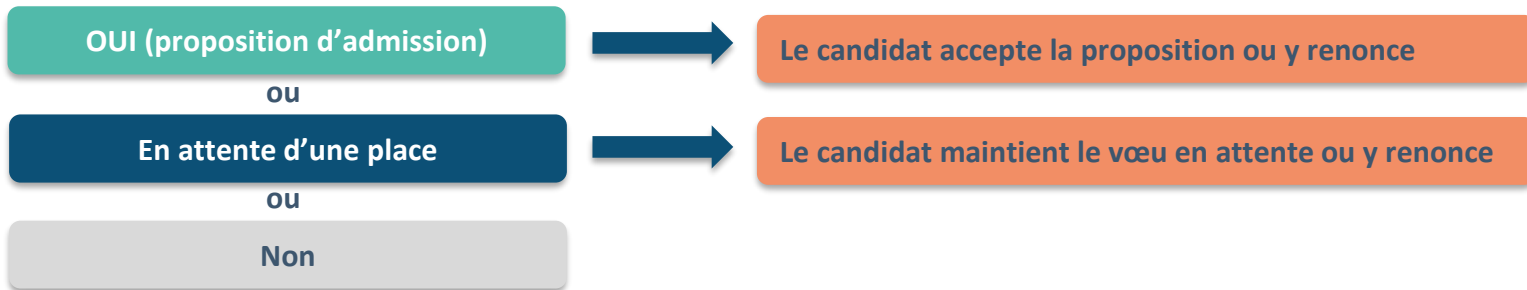 OUI (proposition d’admission)
Le candidat accepte la proposition ou y renonce
ou
En attente d’une place
Le candidat maintient le vœu en attente ou y renonce
ou
Non